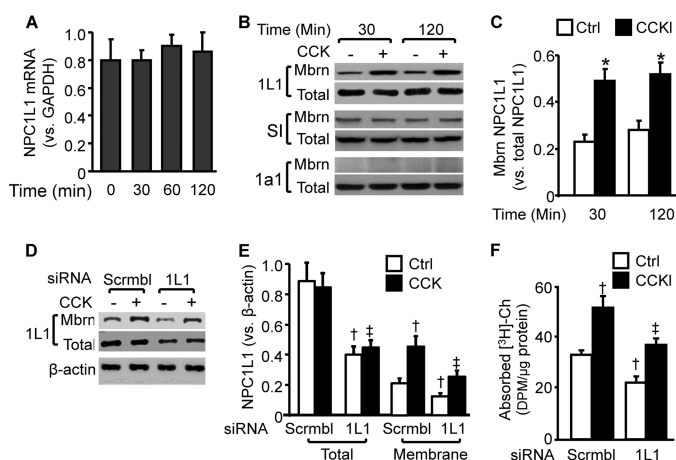 A
NPC1L1 mRNA
(vs. GAPDH)
1.0
0.8
0.6
0.4
0.2
0
Time (min) 0 30 60 120
B
Time (Min) 30 120
CCK - + - +
1L1
Mbrn
Total
SI
Mbrn
Total
1a1
Mbrn
Total
C
Ctrl
CCKI
Mbrn NPC1L1
(vs. total NPC1L1)
0.6
0.4
0.2
0
* *
Time (Min) 30 120
D
siRNA Scrmbl 1L1
CCK - + - +
1L1
Mbrn
Total
β-actin
E
Ctrl
CCK
NPC1L1 (vs. β-actin)
1.0
0.8
0.6
0.4
0.2
0
† ‡ † † ‡
siRNA Scrmbl 1L1 Scrmbl 1L1
Total Membrane
F
Ctrl
CCKI
Absorbed [³H]-Ch
(DPM/μg protein)
60
40
20
0
† † ‡
siRNA Scrmbl 1L1